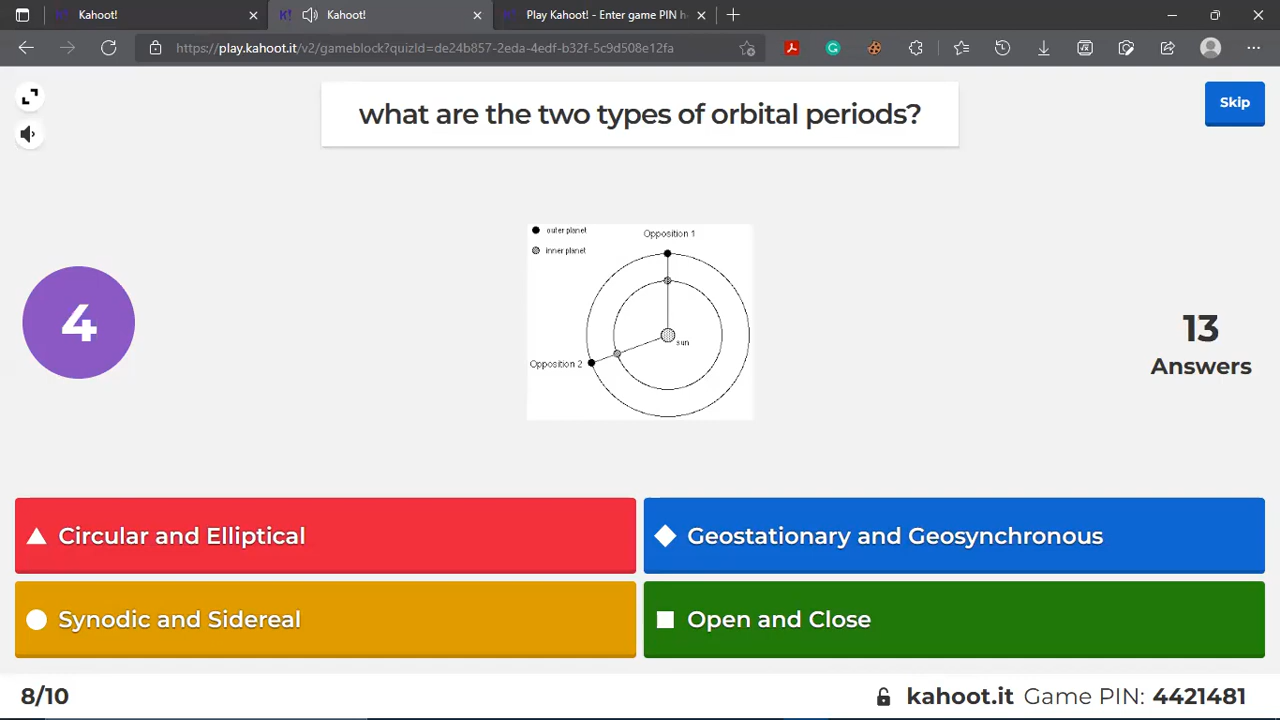 Kahoot!
Kahoot!
Play Kahoot! - Enter game PIN h
https://play.kahoot.it/v2/gameblock?quizId=de24b857-2eda-4edf-b32f-5c9d508e12fa
what are the two types of orbital periods?
Skip
outer planet
inner planet
Opposition 1
sun
Opposition 2
4
13
Answers
Circular and Elliptical
Geostationary and Geosynchronous
Synodic and Sidereal
Open and Close
8/10
kahoot.it Game PIN: 4421481